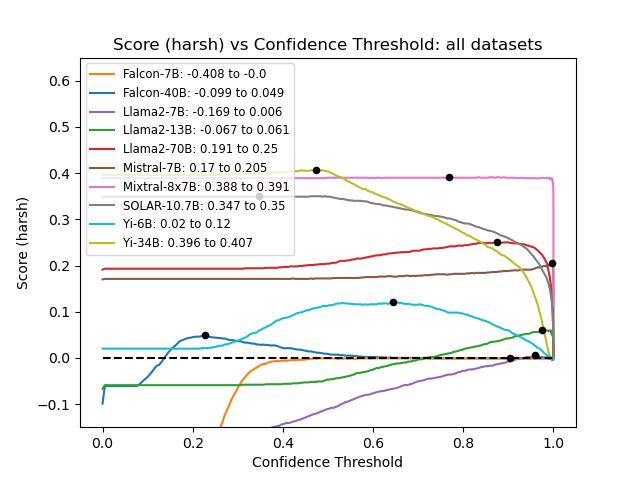 Score (harsh) vs Confidence Threshold: all datasets
Falcon-7B: -0.408 to -0.0
Falcon-40B: -0.099 to 0.049
Llama2-7B: -0.169 to 0.006
Llama2-13B: -0.067 to 0.061
Llama2-70B: 0.191 to 0.25
Mistral-7B: 0.17 to 0.205
Mixtral-8x7B: 0.388 to 0.391
SOLAR-10.7B: 0.347 to 0.35
Yi-6B: 0.02 to 0.12
Yi-34B: 0.396 to 0.407
Score (harsh)
0.6
0.5
0.4
0.3
0.2
0.1
0.0
−0.1
0.0 0.2 0.4 0.6 0.8 1.0
Confidence Threshold